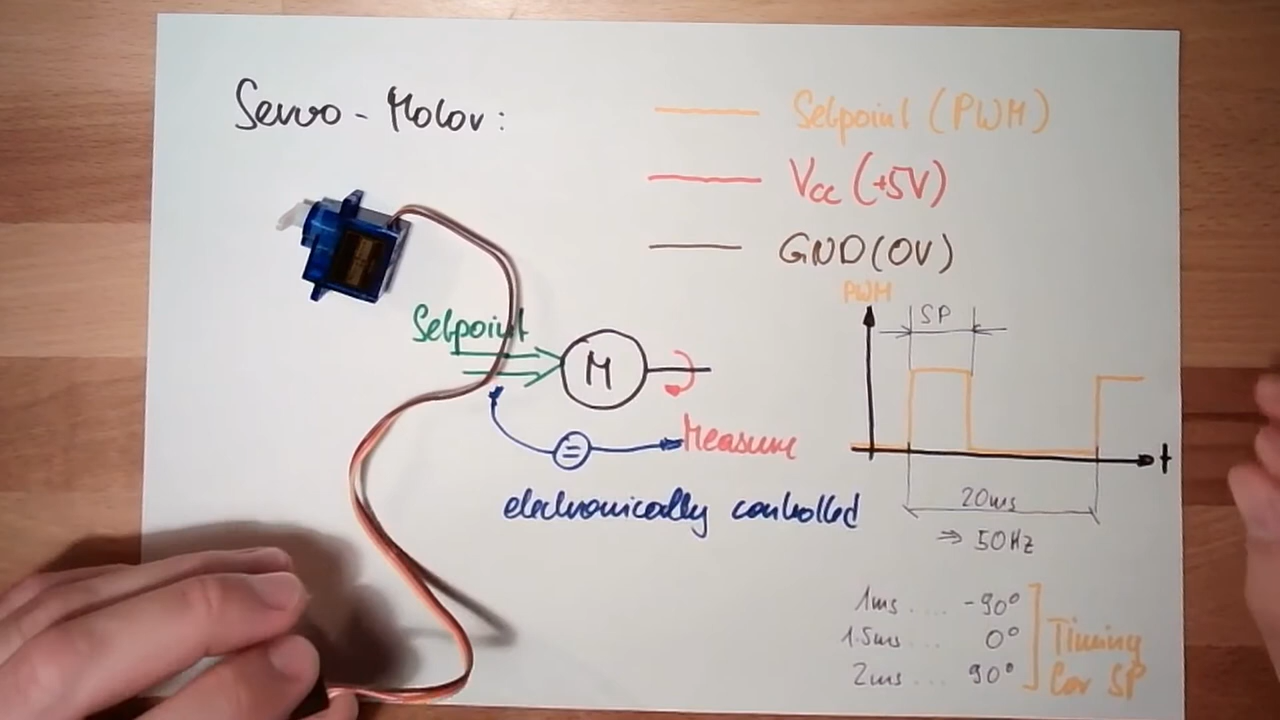 Servo-Motor:
Setpoint (PWM)
Vcc (+5V)
GND (0V)
PWM
SP
Setpoint
M
=
Measure
t
electronically controlled
20ms
⇒ 50Hz
1ms .... -90°
1.5ms ... 0°
2ms .... 90°
Timing
for SP